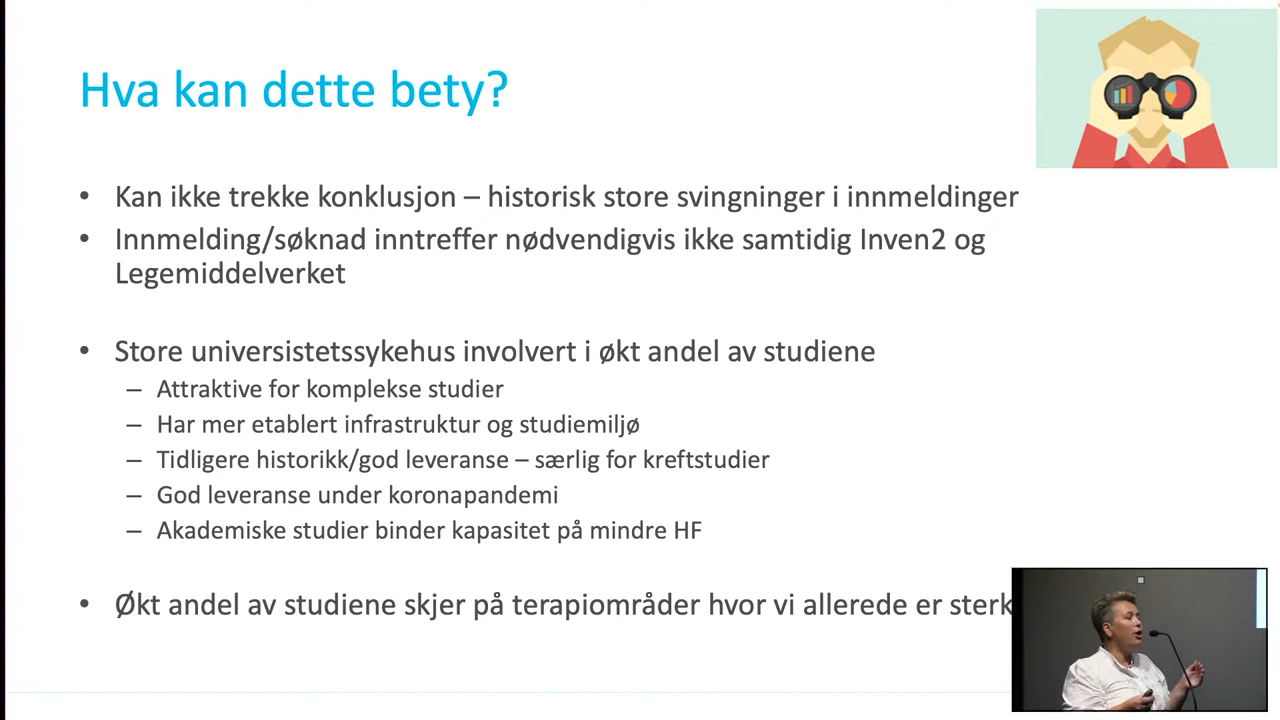 Hva kan dette bety?
• Kan ikke trekke konklusjon – historisk store svingninger i innmeldinger
• Innmelding/søknad inntreffer nødvendigvis ikke samtidig Inven2 og
Legemiddelverket
• Store universistetssykehus involvert i økt andel av studiene
– Attraktive for komplekse studier
– Har mer etablert infrastruktur og studiemiljø
– Tidligere historikk/god leveranse – særlig for kreftstudier
– God leveranse under koronapandemi
– Akademiske studier binder kapasitet på mindre HF
• Økt andel av studiene skjer på terapiområder hvor vi allerede er sterk